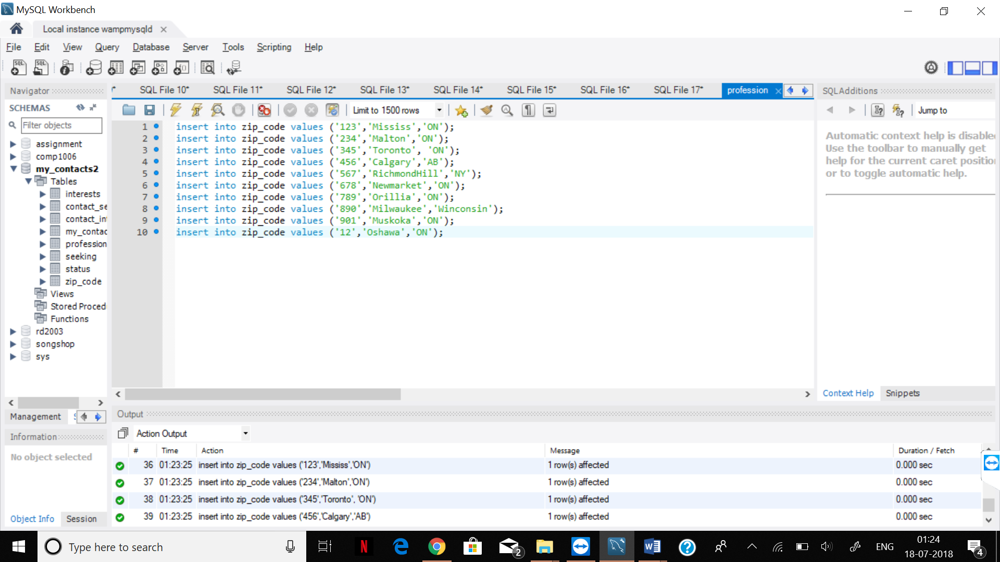 MySQL Workbench
Local instance wampmysqld
File Edit View Query Database Server Tools Scripting Help
Navigator
SCHEMAS
Filter objects
assignment
comp1006
my_contacts2
Tables
interests
contact_se
contact_in
my_contac
profession
seeking
status
zip_code
Views
Stored Proced
Functions
rd2003
songshop
sys
Management
Information
No object selected
Object Info Session
SQL File 10* SQL File 11* SQL File 12* SQL File 13* SQL File 14* SQL File 15* SQL File 16* SQL File 17* profession
Limit to 1500 rows
1 insert into zip_code values ('123','Mississ','ON');
2 insert into zip_code values ('234','Malton','ON');
3 insert into zip_code values ('345','Toronto', 'ON');
4 insert into zip_code values ('456','Calgary','AB');
5 insert into zip_code values ('567','RichmondHill','NY');
6 insert into zip_code values ('678','Newmarket','ON');
7 insert into zip_code values ('789','Orillia','ON');
8 insert into zip_code values ('890','Milwaukee','Winconsin');
9 insert into zip_code values ('901','Muskoka','ON');
10 insert into zip_code values ('12','Oshawa','ON');
SQLAdditions
Jump to
Automatic context help is disable
Use the toolbar to manually get
help for the current caret positio
or to toggle automatic help.
Context Help Snippets
Output
Action Output
# Time Action Message Duration / Fetch
36 01:23:25 insert into zip_code values ('123','Mississ','ON') 1 row(s) affected 0.000 sec
37 01:23:25 insert into zip_code values ('234','Malton','ON') 1 row(s) affected 0.000 sec
38 01:23:25 insert into zip_code values ('345','Toronto', 'ON') 1 row(s) affected 0.000 sec
39 01:23:25 insert into zip_code values ('456','Calgary','AB') 1 row(s) affected 0.000 sec
Type here to search
2
ENG
01:24
18-07-2018
4